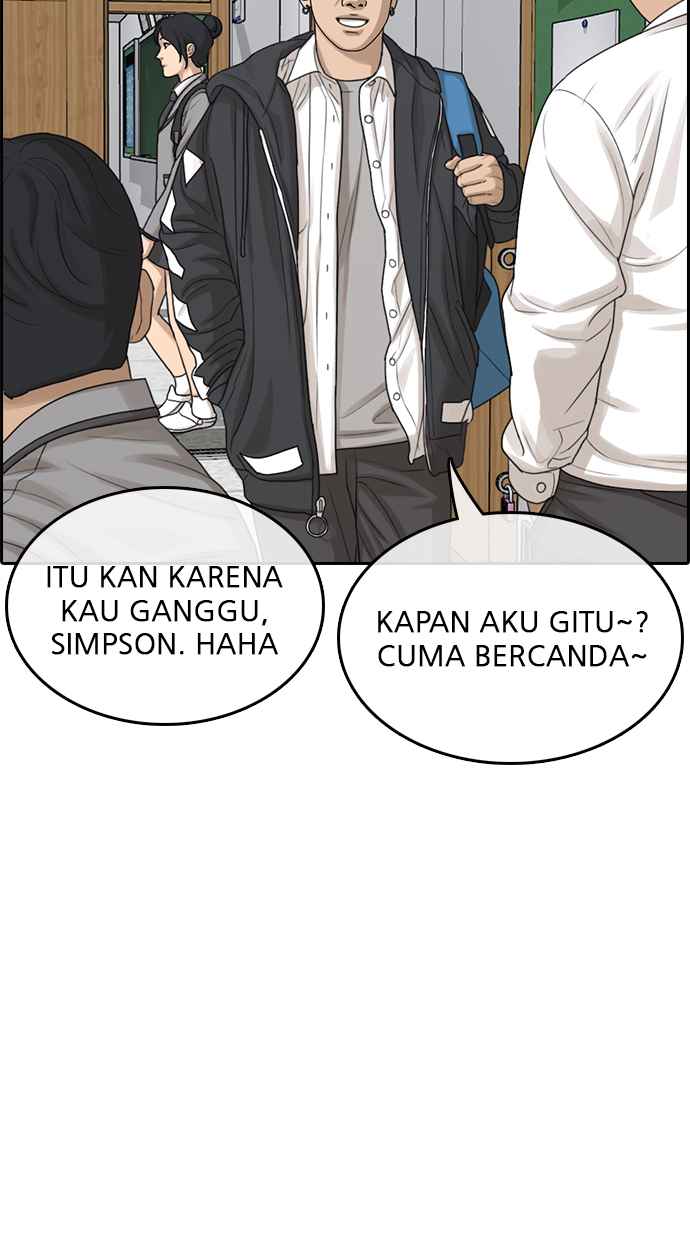 ITU KAN KARENA
KAU GANGGU,
SIMPSON. HAHA
KAPAN AKU GITU~?
CUMA BERCANDA~